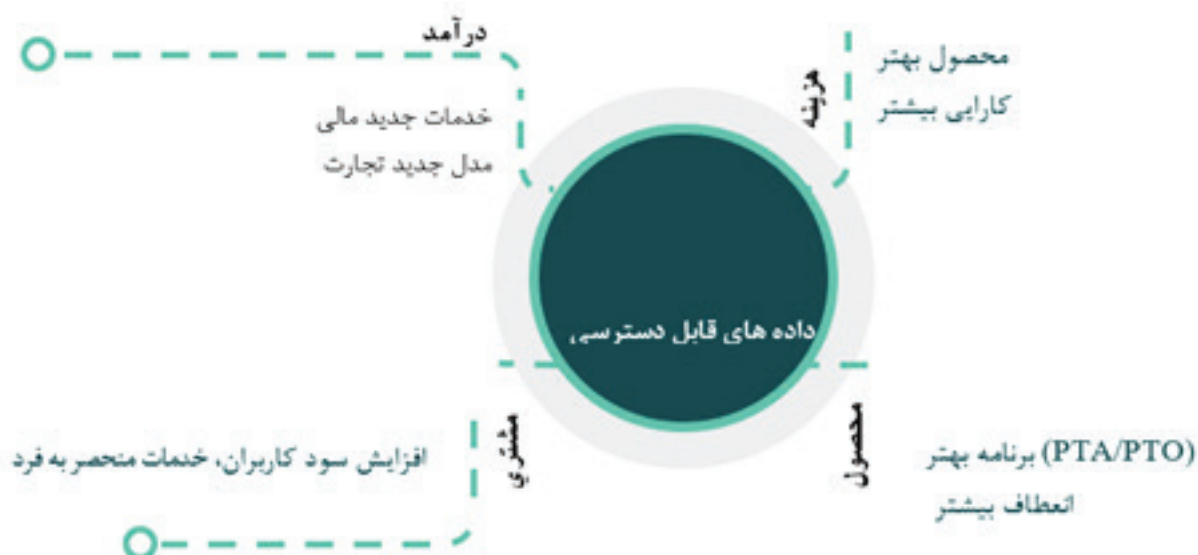 درآمد
خدمات جدید مالی
مدل جدید تجارت
هزینه
محصول بهتر
کارایی بیشتر
داده های قابل دسترسی
مشتري
افزایش سود کاربران، خدمات منحصر به فرد
محصول
(PTA/PTO) برنامه بهتر
انعطاف بیشتر